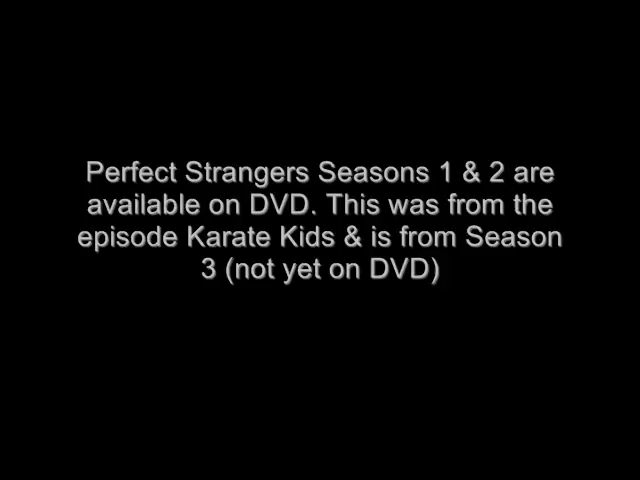 Perfect Strangers Seasons 1 & 2 are
available on DVD. This was from the
episode Karate Kids & is from Season
3 (not yet on DVD)